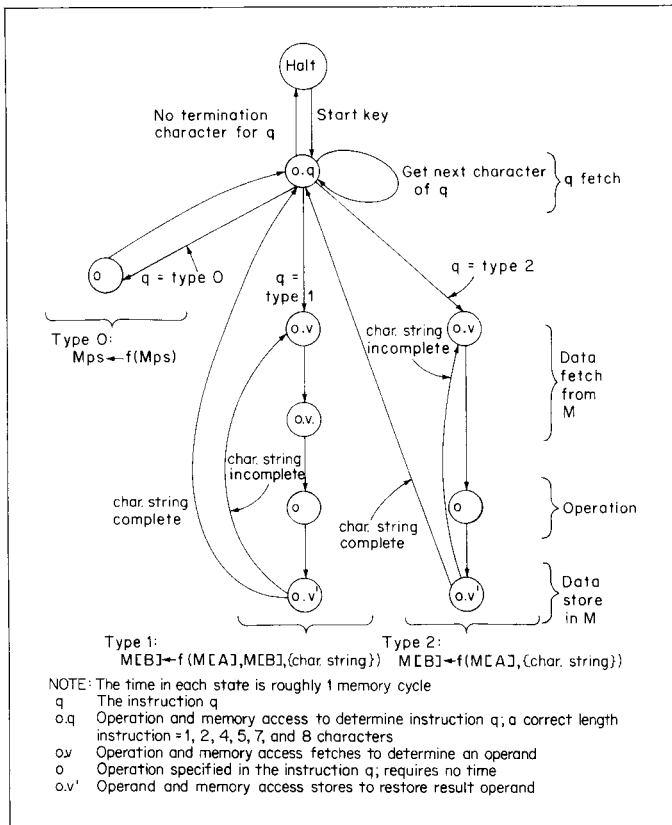 Halt
No termination
character for q
Start key
o.q
Get next character
of q
q fetch
o
q = type 0
q =
type 1
q = type 2
Type 0:
Mps←f(Mps)
o.v
char. string
incomplete
o.v
Data
fetch
from
M
o.v.
char. string
incomplete
char. string
complete
o
char. string
complete
o
Operation
o.v'
o.v'
Data
store
in M
Type 1:
M[B]←f(M[A],M[B],{char. string})
Type 2:
M[B]←f(M[A],{char. string})
NOTE: The time in each state is roughly 1 memory cycle
q The instruction q
o.q Operation and memory access to determine instruction q; a correct length
instruction = 1, 2, 4, 5, 7, and 8 characters
o.v Operation and memory access fetches to determine an operand
o Operation specified in the instruction q; requires no time
o.v' Operand and memory access stores to restore result operand